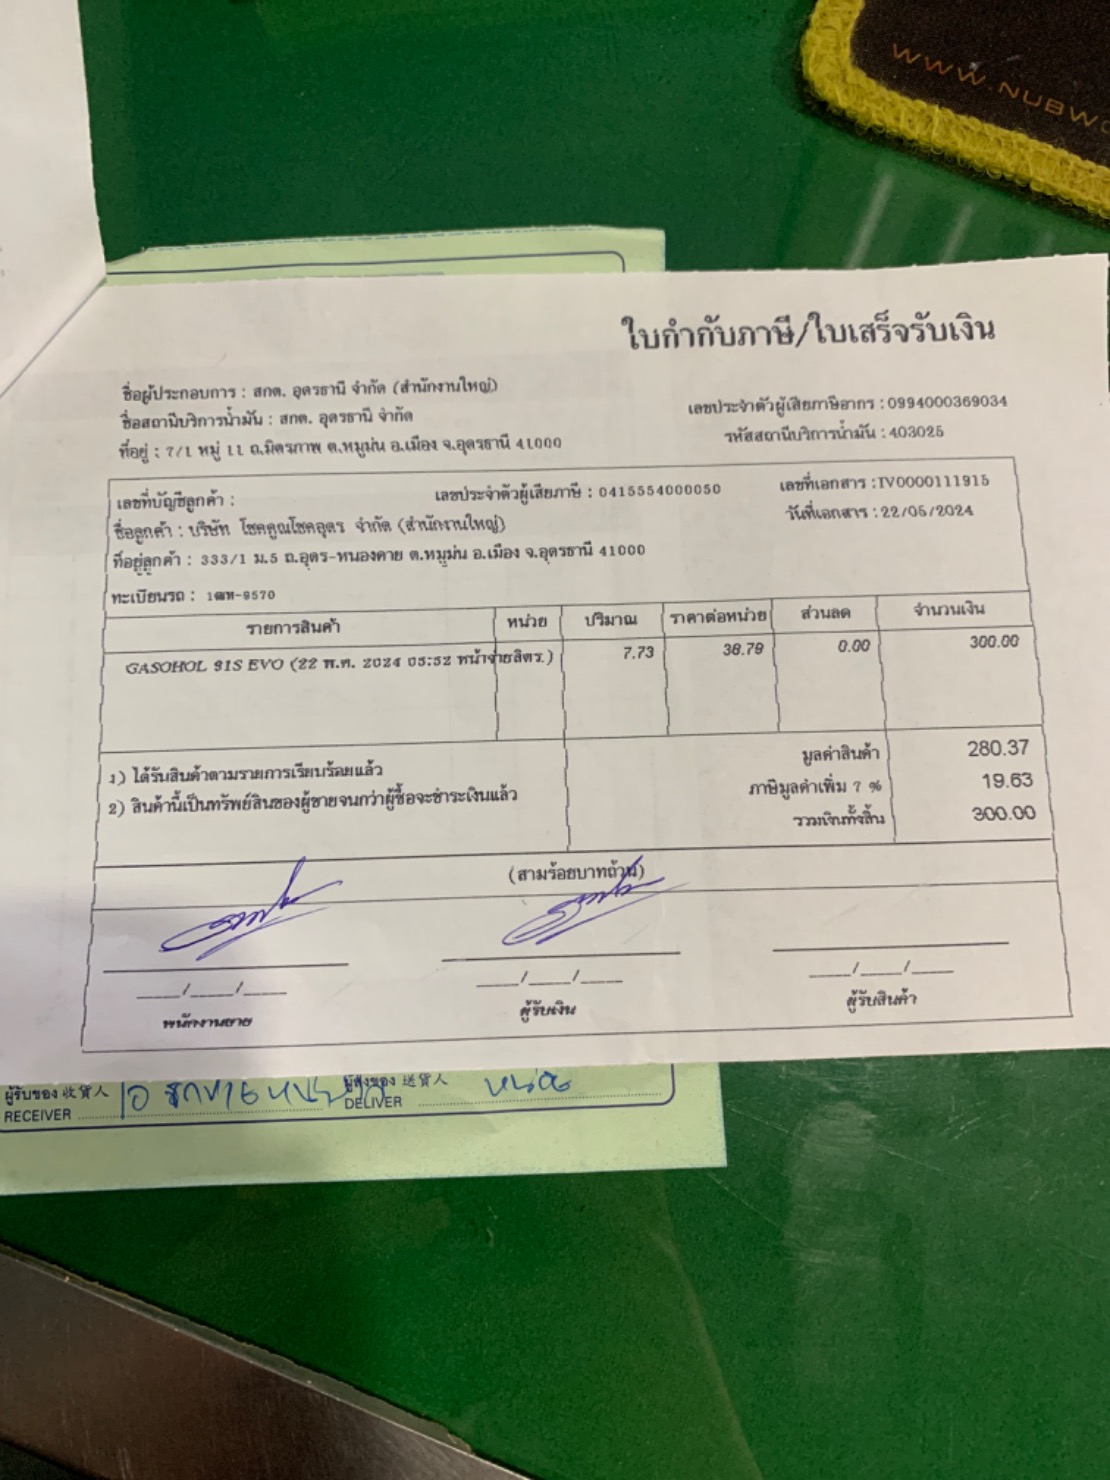 WWW.NUBWO
ใบกำกับภาษี/ใบเสร็จรับเงิน
ชื่อผู้ประกอบการ : สกต. อุดรธานี จำกัด (สำนักงานใหญ่)
ชื่อสถานีบริการน้ำมัน : สกต. อุดรธานี จำกัด
เลขประจำตัวผู้เสียภาษีอากร : 0994000369034
ที่อยู่ : 7/1 หมู่ 11 ถ.มิตรภาพ ต.หมูม่น อ.เมือง จ.อุดรธานี 41000
รหัสสถานีบริการน้ำมัน : 403025
เลขที่บัญชีลูกค้า : เลขประจำตัวผู้เสียภาษี : 0415554000050 เลขที่เอกสาร : IV0000111915
ชื่อลูกค้า : บริษัท โชคคูณโชคอุดร จำกัด (สำนักงานใหญ่) วันที่เอกสาร : 22/05/2024
ที่อยู่ลูกค้า : 333/1 ม.5 ถ.อุดร-หนองคาย ต.หมูม่น อ.เมือง จ.อุดรธานี 41000
ทะเบียนรถ : 1ฒห-9570
รายการสินค้า หน่วย ปริมาณ ราคาต่อหน่วย ส่วนลด จำนวนเงิน
GASOHOL 91S EVO (22 พ.ค. 2024 05:52 หน้าจ่ายลิตร.) 7.73 38.79 0.00 300.00
1) ได้รับสินค้าตามรายการเรียบร้อยแล้ว มูลค่าสินค้า 280.37
2) สินค้านี้เป็นทรัพย์สินของผู้ขายจนกว่าผู้ซื้อจะชำระเงินแล้ว ภาษีมูลค่าเพิ่ม 7 % 19.63
รวมเงินทั้งสิ้น 300.00
(สามร้อยบาทถ้วน)
____/____/____ ____/____/____ ____/____/____
พนักงานขาย ผู้รับเงิน ผู้รับสินค้า
ผู้รับของ 收貨人 ผู้ส่งของ 送貨人
RECEIVER DELIVER